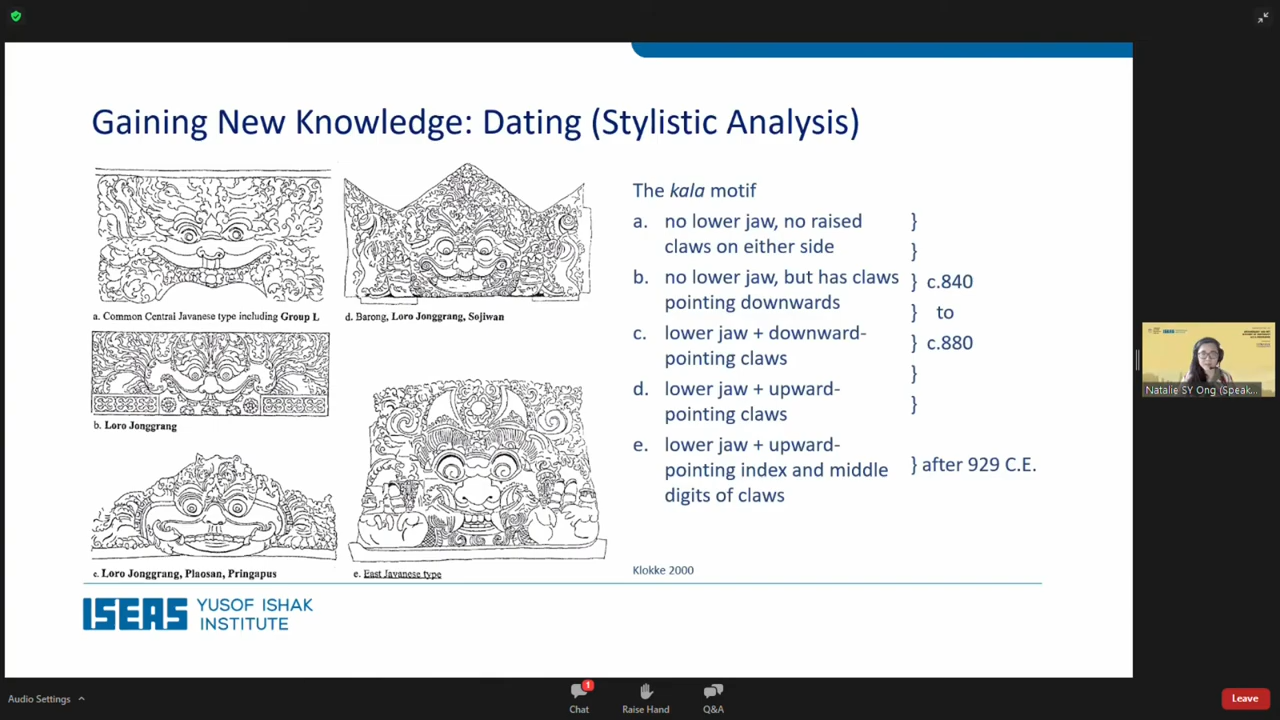 Gaining New Knowledge: Dating (Stylistic Analysis)
a. Common Central Javanese type including Group L
d. Barong, Loro Jonggrang, Sojiwan
b. Loro Jonggrang
c. Loro Jonggrang, Plaosan, Pringapus
e. East Javanese type
The kala motif
a. no lower jaw, no raised }
claws on either side }
b. no lower jaw, but has claws } c.840
pointing downwards } to
c. lower jaw + downward- } c.880
pointing claws }
d. lower jaw + upward- }
pointing claws
e. lower jaw + upward-
pointing index and middle } after 929 C.E.
digits of claws
Klokke 2000
ISEAS YUSOF ISHAK
INSTITUTE
Natalie SY Ong (Speak...
Audio Settings
1
Chat
Raise Hand
Q&A
Leave